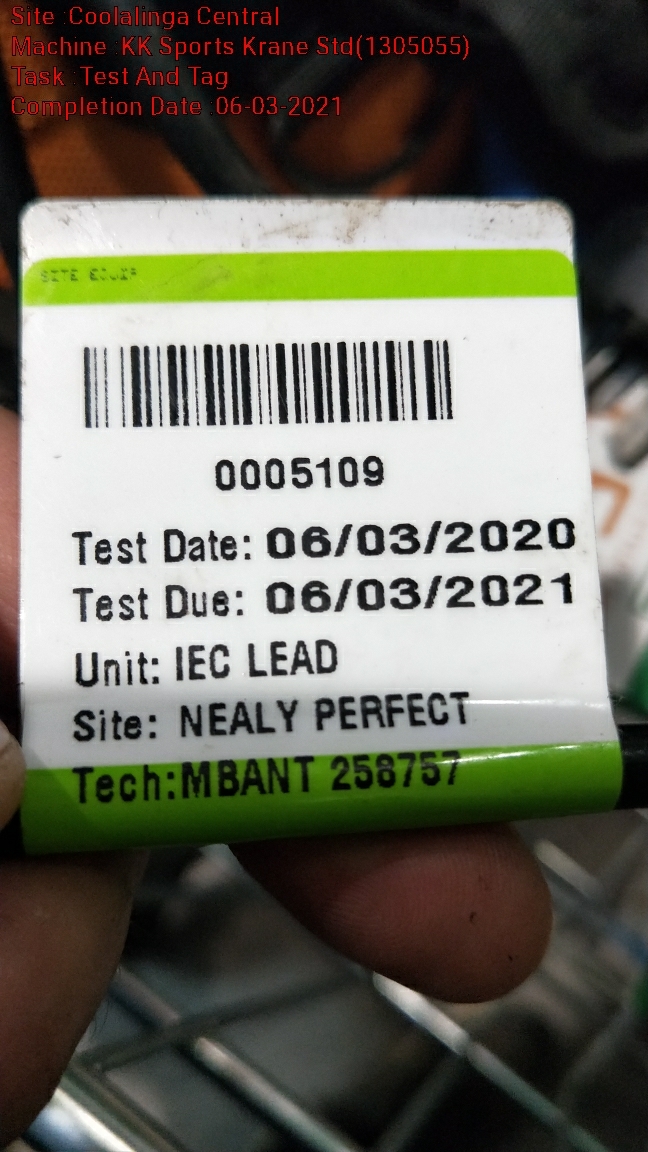 Site :Coolalinga Central
Machine :KK Sports Krane Std(1305055)
Task :Test And Tag
Completion Date :06-03-2021
SITE EQUIP
0005109
Test Date: 06/03/2020
Test Due: 06/03/2021
Unit: IEC LEAD
Site: NEALY PERFECT
Tech:MBANT 258757